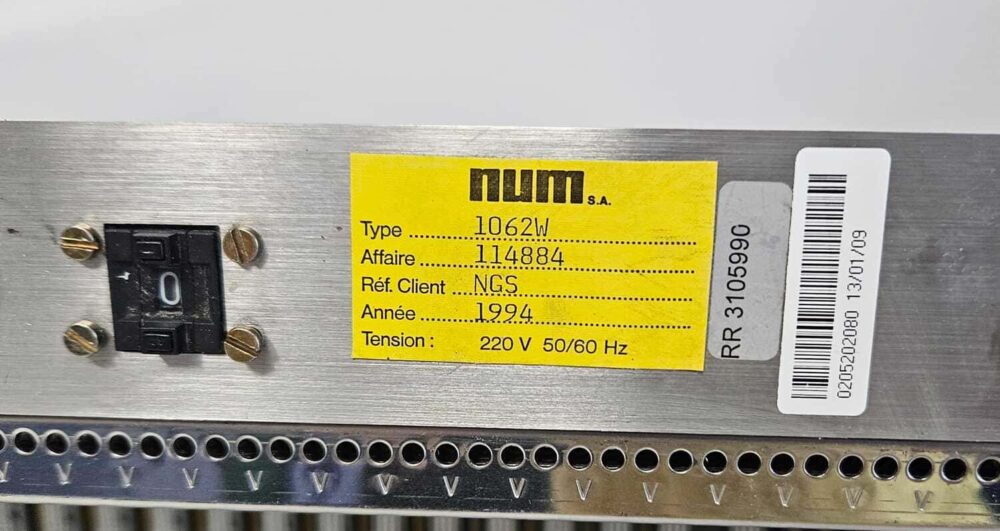 num S.A.
Type ........ 1062W
Affaire ........ 114884
Réf. Client ... NGS
Année ........ 1994
Tension : 220 V 50/60 Hz
0
RR 3105990
0205202080 13/01/09
V V V V V V V V V V V V V V V